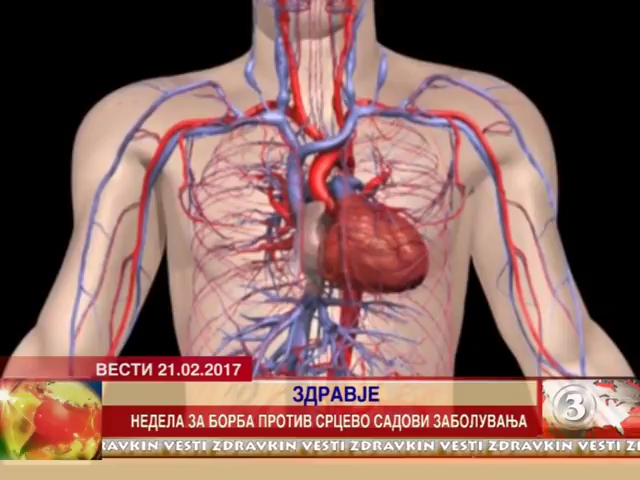 ВЕСТИ 21.02.2017
ЗДРАВЈЕ
НЕДЕЛА ЗА БОРБА ПРОТИВ СРЦЕВО САДОВИ ЗАБОЛУВАЊА
3
VESTI ZDRAVKIN VESTI ZDRAVKIN VESTI ZDRAVKIN VESTI ZDRAVKIN